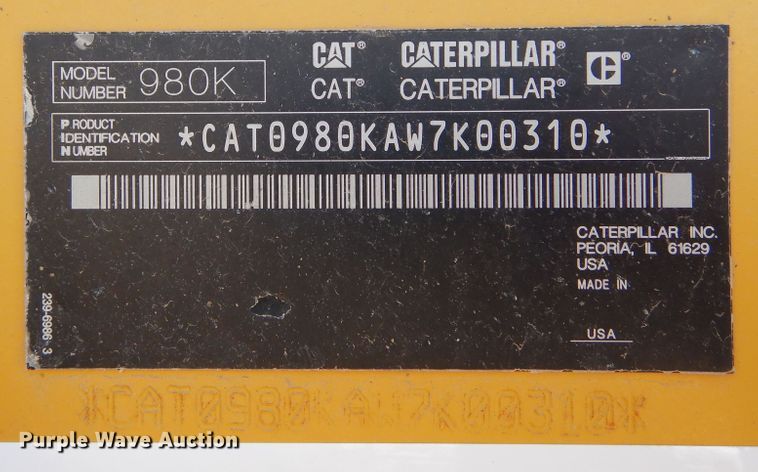 CAT® CATERPILLAR® C®
CAT® CATERPILLAR®
MODEL NUMBER 980K
PRODUCT IDENTIFICATION NUMBER *CAT0980KAW7K00310*
CATERPILLAR INC.
PEORIA, IL 61629
USA
MADE IN
USA
239-6986 3
*CAT0980KAW7K00310*
Purple Wave Auction